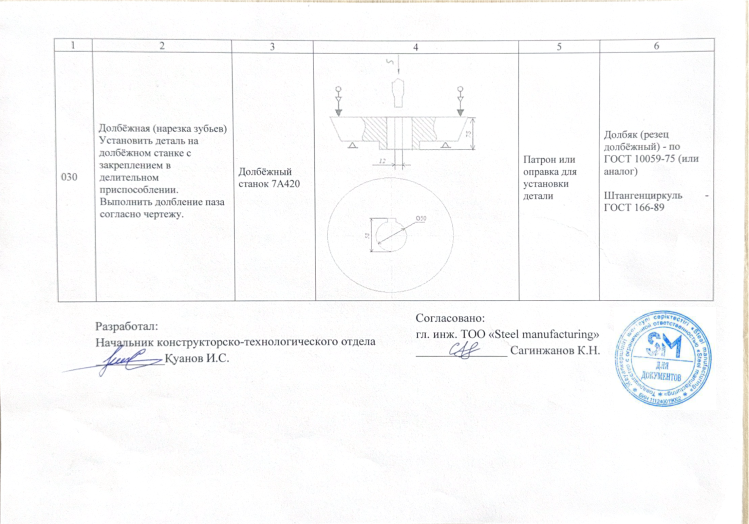 1 2 3 4 5 6
030
Долбёжная (нарезка зубьев)
Установить деталь на
долбёжном станке с
закреплением в
делительном
приспособлении.
Выполнить долбление паза
согласно чертежу.
Долбёжный
станок 7А420
S
12
Патрон или
оправка для
установки
детали
Долбяк (резец
долбёжный) - по
ГОСТ 10059-75 (или
аналог)
Штангенциркуль -
ГОСТ 166-89
Разработал:
Начальник конструкторско-технологического отдела
Куанов И.С.
Согласовано:
гл. инж. ТОО «Steel manufacturing»
Сагинжанов К.Н.
SM
ДЛЯ
ДОКУМЕНТОВ